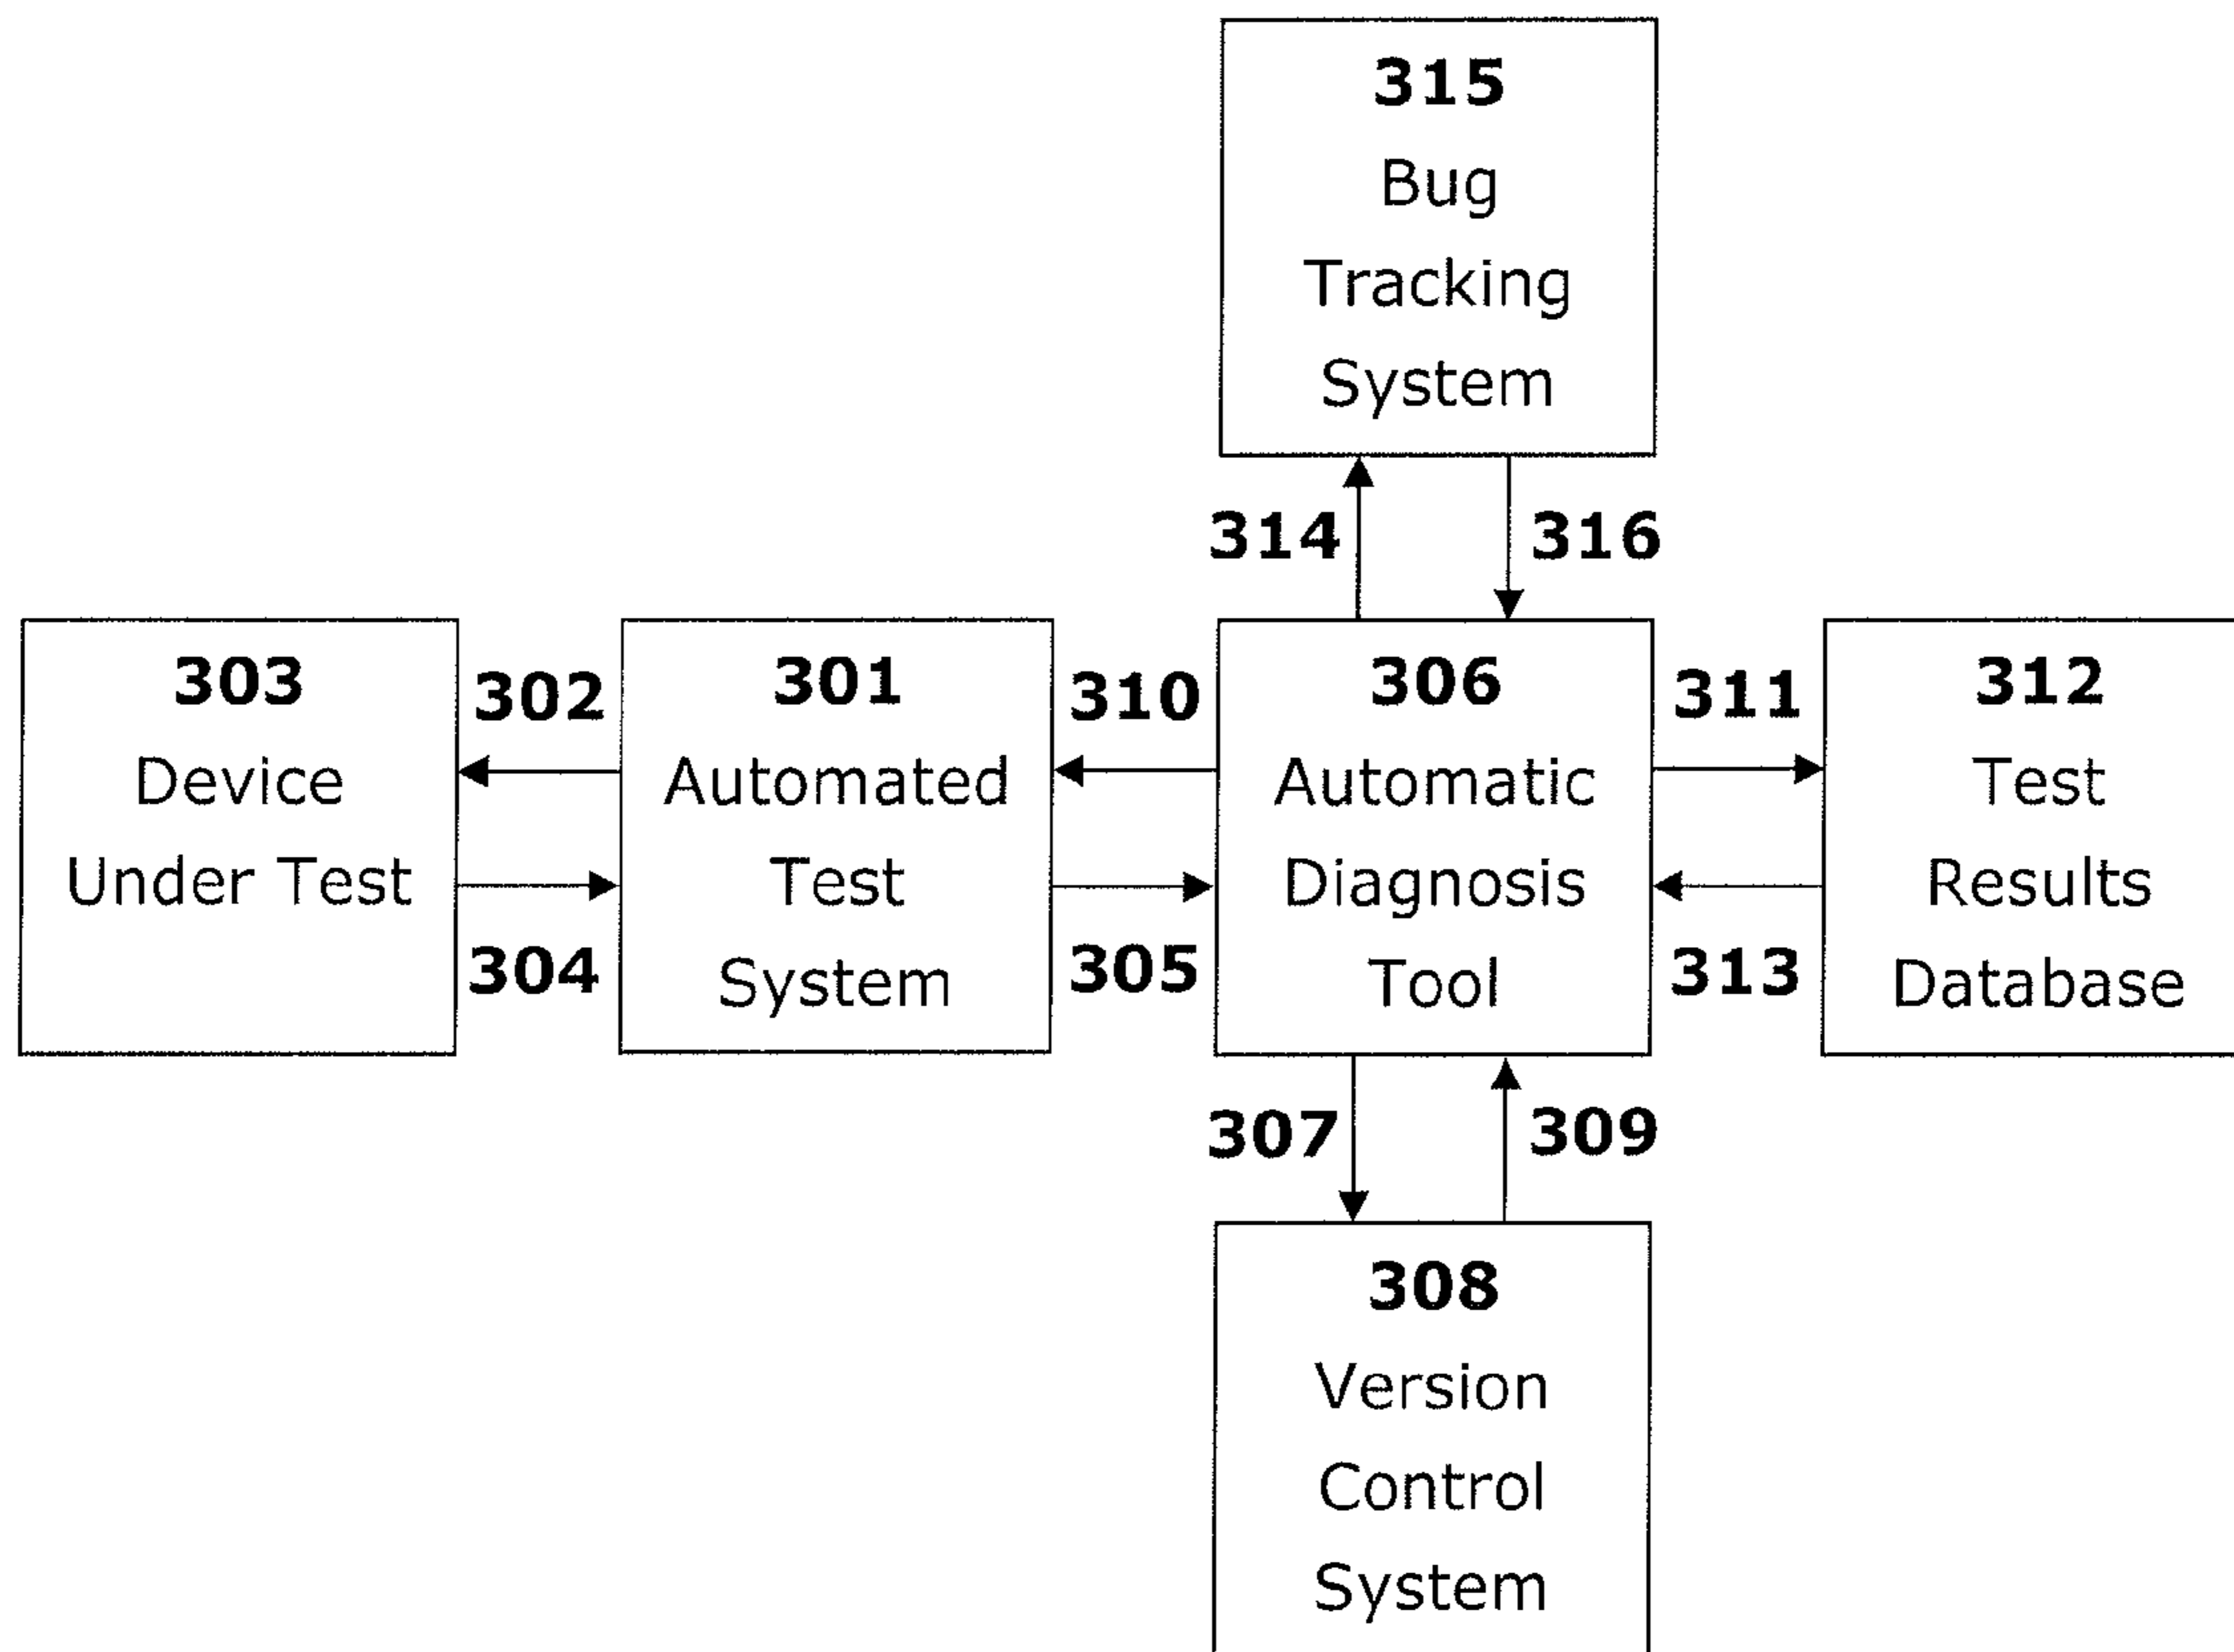 315
Bug
Tracking
System
314
316
303
Device
Under Test
302
304
301
Automated
Test
System
310
305
306
Automatic
Diagnosis
Tool
311
313
312
Test
Results
Database
307
309
308
Version
Control
System